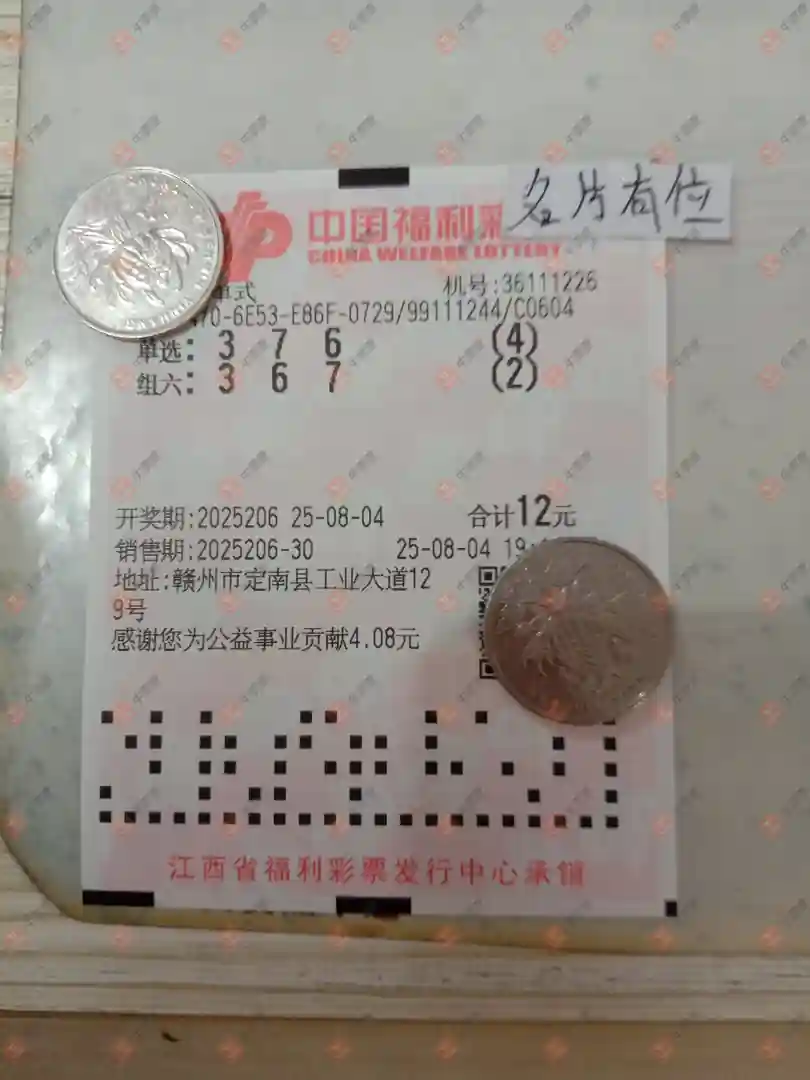 中国福利彩
名片有位
CHINA WELFARE LOTTERY
单式 机号:36111226
70-6E53-E86F-0729/99111244/C0604
单选: 3 7 6 (4)
组六: 3 6 7 (2)
开奖期:2025206 25-08-04 合计12元
销售期:2025206-30 25-08-04 19:
地址:赣州市定南县工业大道12
9号
感谢您为公益事业贡献4.08元
江西省福利彩票发行中心承销